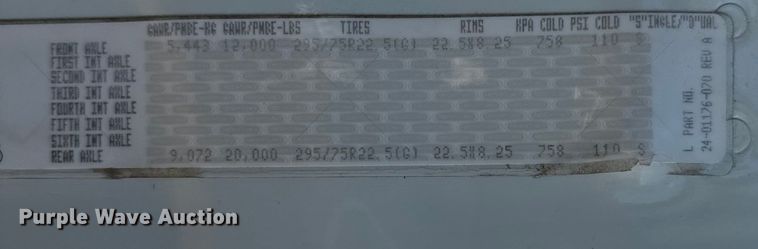 GAWR/PNBE-KG GAWR/PNBE-LBS TIRES RIMS KPA COLD PSI COLD "S"INGLE/"D"UAL
FRONT AXLE 5,443 12,000 295/75R22.5(G) 22.5X8.25 758 110 S
FIRST INT AXLE
SECOND INT AXLE
THIRD INT AXLE
FOURTH INT AXLE
FIFTH INT AXLE
SIXTH INT AXLE
REAR AXLE 9,072 20,000 295/75R22.5(G) 22.5X8.25 758 110 S
L PART NO.
24-01176-070 REV A
Purple Wave Auction